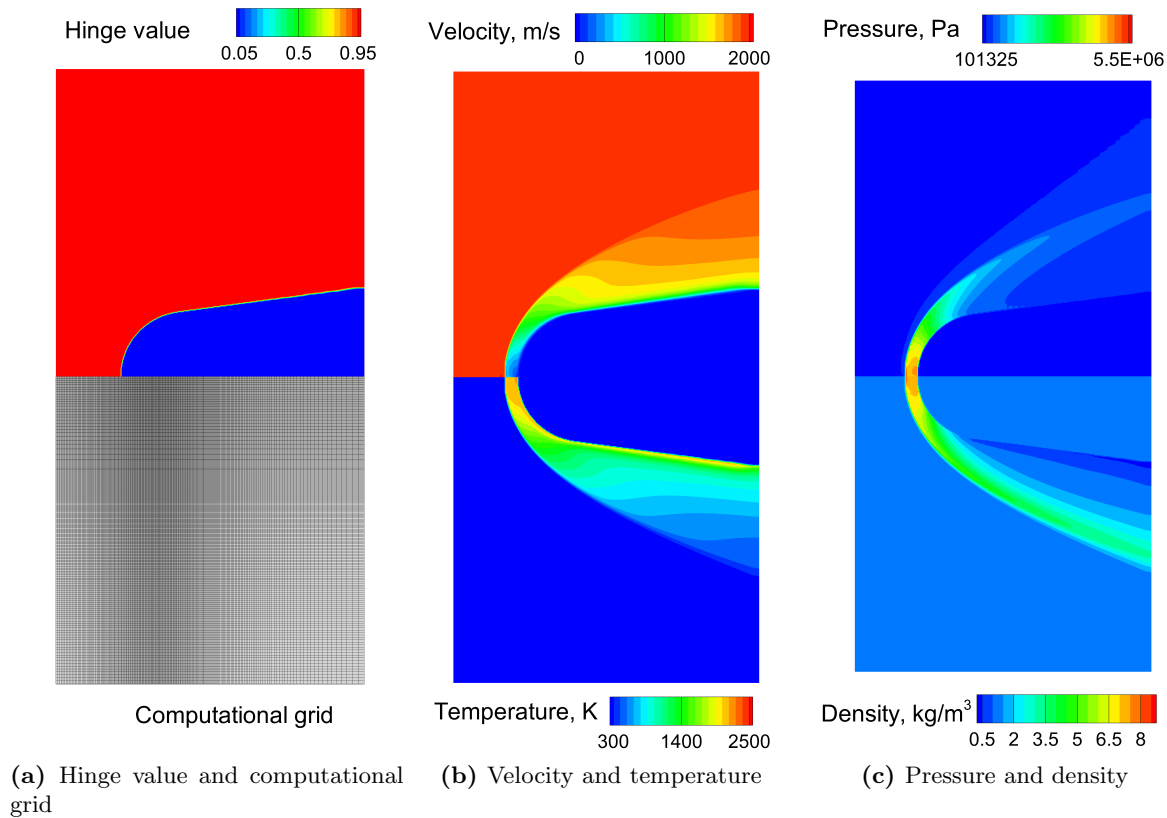 Hinge value
0.05 0.5 0.95
Velocity, m/s
0 1000 2000
Pressure, Pa
101325 5.5E+06
Computational grid
Temperature, K
300 1400 2500
Density, kg/m³
0.5 2 3.5 5 6.5 8
(a) Hinge value and computational
grid
(b) Velocity and temperature
(c) Pressure and density